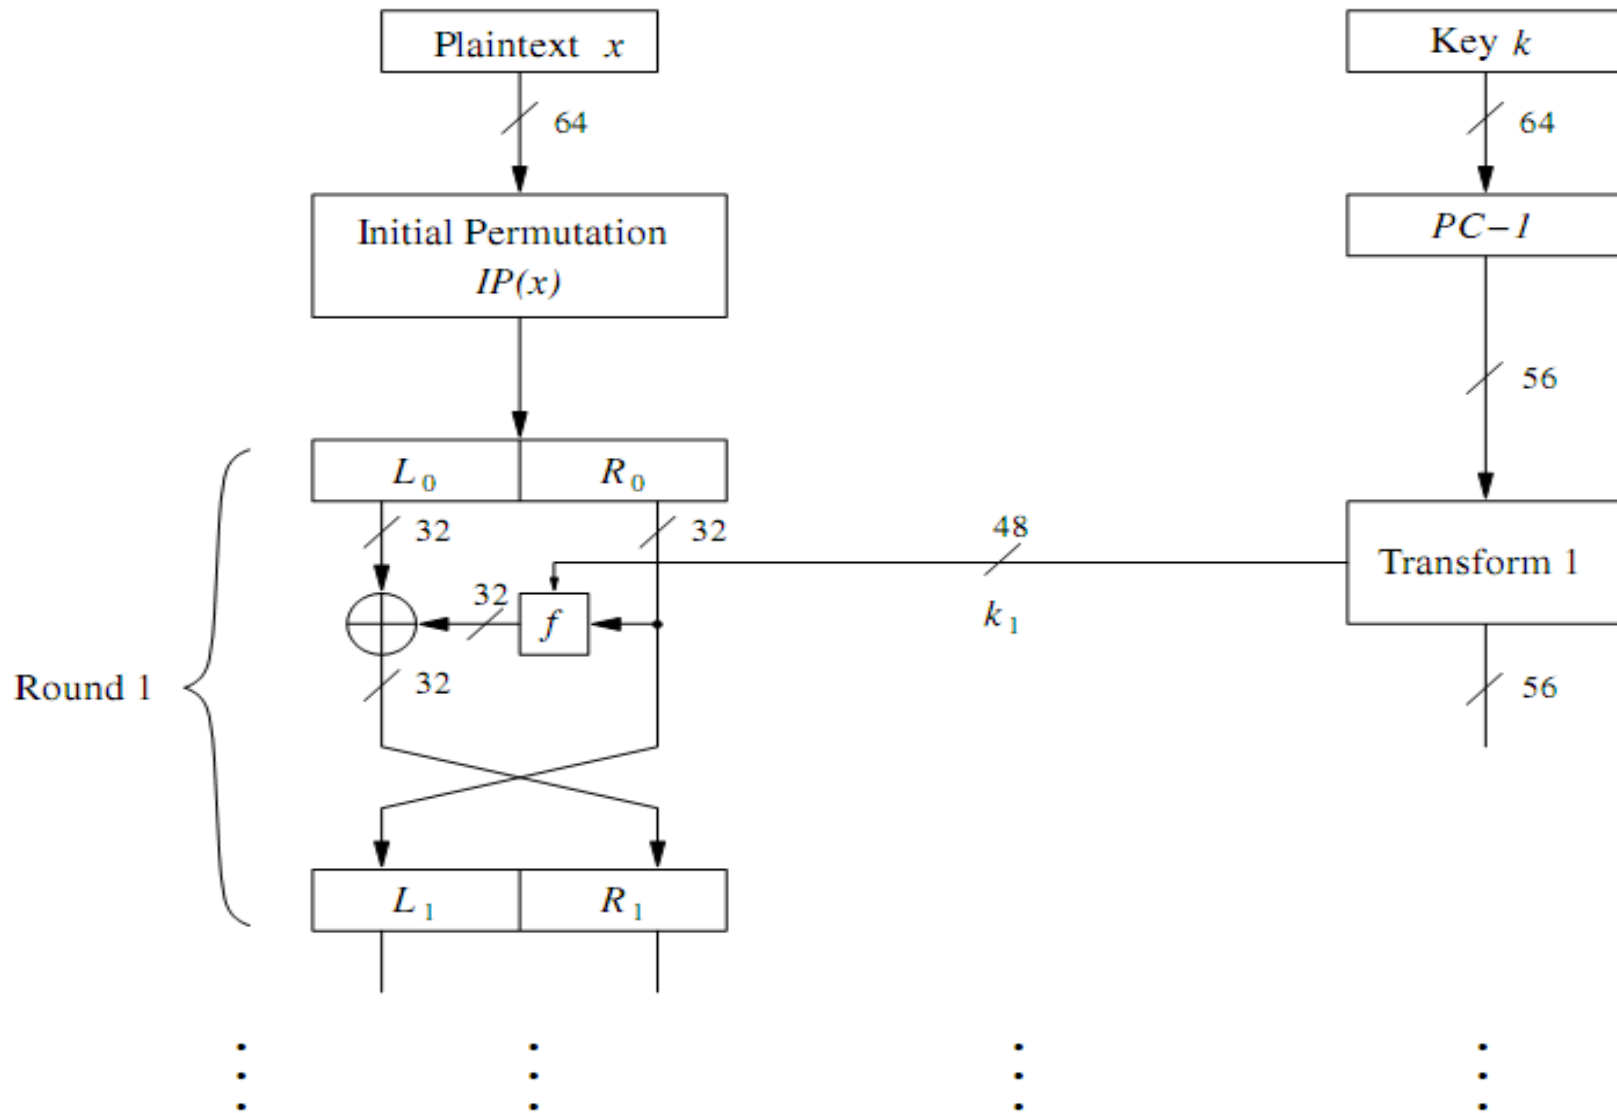 Plaintext x
Key k
64
64
Initial Permutation
IP(x)
PC-1
56
L0
R0
32
32
48
Transform 1
32
f
k1
32
56
Round 1
L1
R1